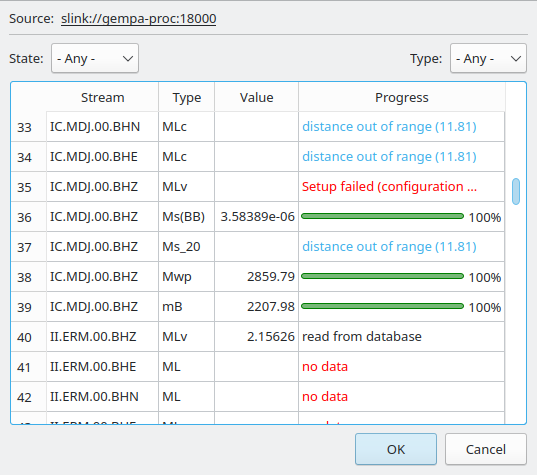 Source: slink://gempa-proc:18000
State: - Any - Type: - Any -
Stream Type Value Progress
33 IC.MDJ.00.BHN MLc distance out of range (11.81)
34 IC.MDJ.00.BHE MLc distance out of range (11.81)
35 IC.MDJ.00.BHZ MLv Setup failed (configuration ...
36 IC.MDJ.00.BHZ Ms(BB) 3.58389e-06 100%
37 IC.MDJ.00.BHZ Ms_20 distance out of range (11.81)
38 IC.MDJ.00.BHZ Mwp 2859.79 100%
39 IC.MDJ.00.BHZ mB 2207.98 100%
40 II.ERM.00.BHZ MLv 2.15626 read from database
41 II.ERM.00.BHE ML no data
42 II.ERM.00.BHN ML no data
OK Cancel